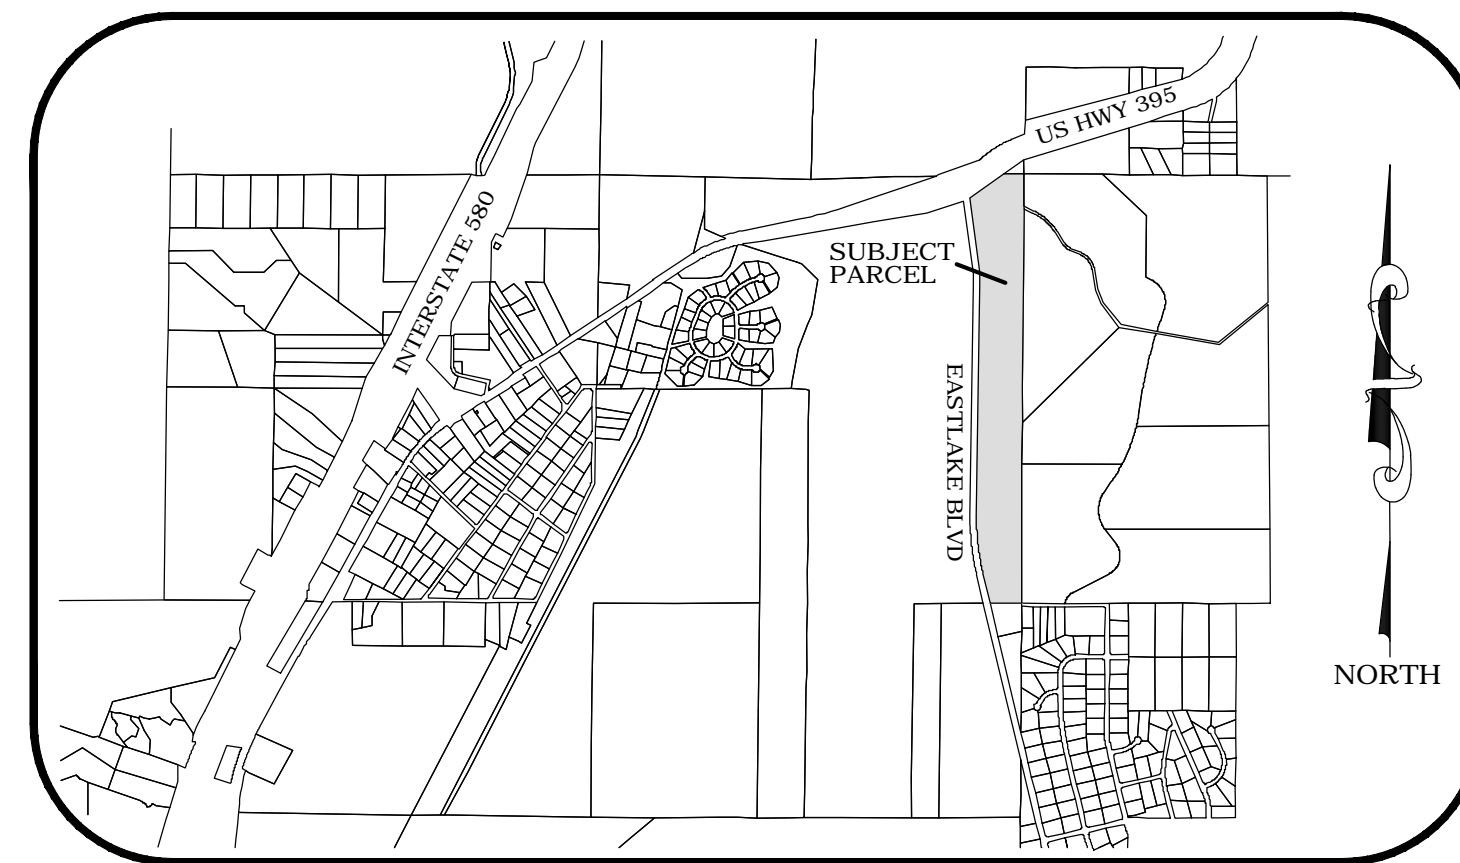 US HWY 395
INTERSTATE 580
SUBJECT
PARCEL
EASTLAKE BLVD
NORTH